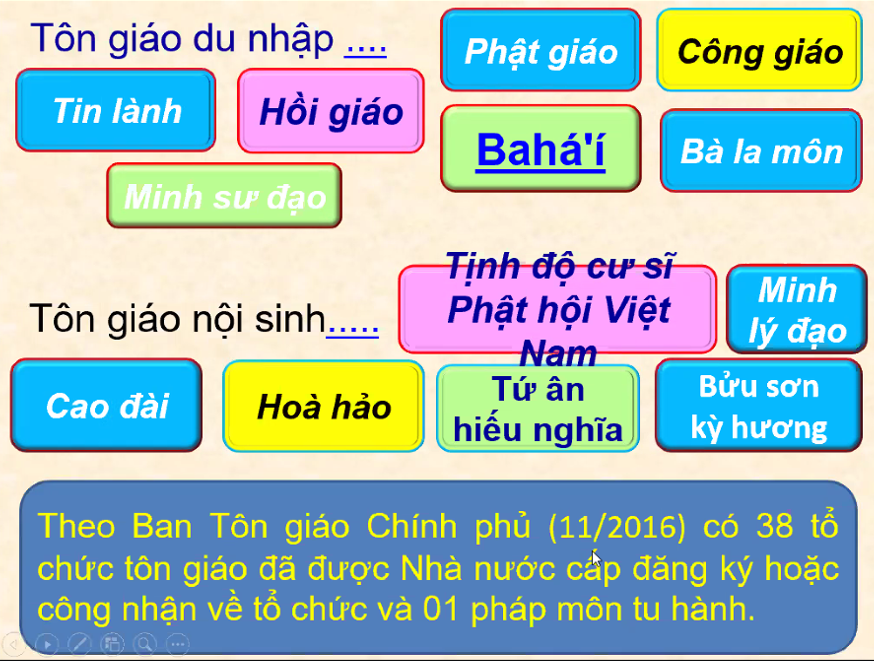 Tôn giáo du nhập ....
Phật giáo
Công giáo
Tin lành
Hồi giáo
Bahá'í
Bà la môn
Minh sư đạo
Tôn giáo nội sinh.....
Tịnh độ cư sĩ
Phật hội Việt
Nam
Minh
lý đạo
Cao đài
Hoà hảo
Tứ ân
hiếu nghĩa
Bửu sơn
kỳ hương
Theo Ban Tôn giáo Chính phủ (11/2016) có 38 tổ
chức tôn giáo đã được Nhà nước cấp đăng ký hoặc
công nhận về tổ chức và 01 pháp môn tu hành.